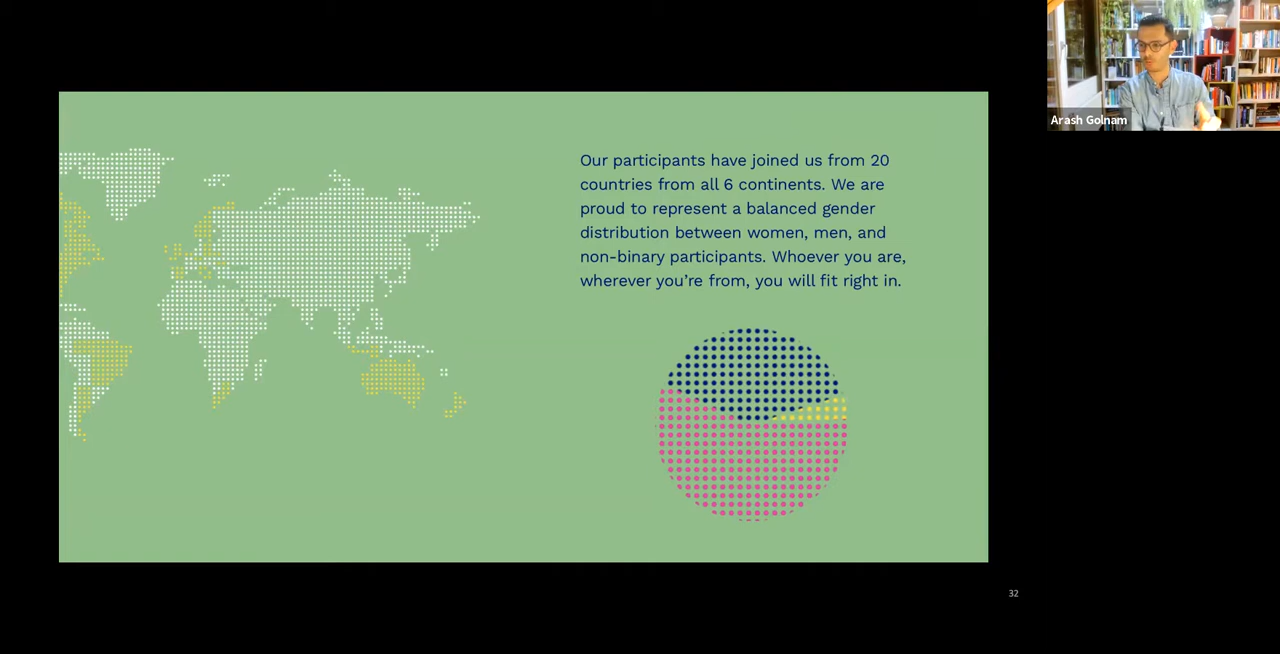 Our participants have joined us from 20
countries from all 6 continents. We are
proud to represent a balanced gender
distribution between women, men, and
non-binary participants. Whoever you are,
wherever you’re from, you will fit right in.
Arash Golnam
32